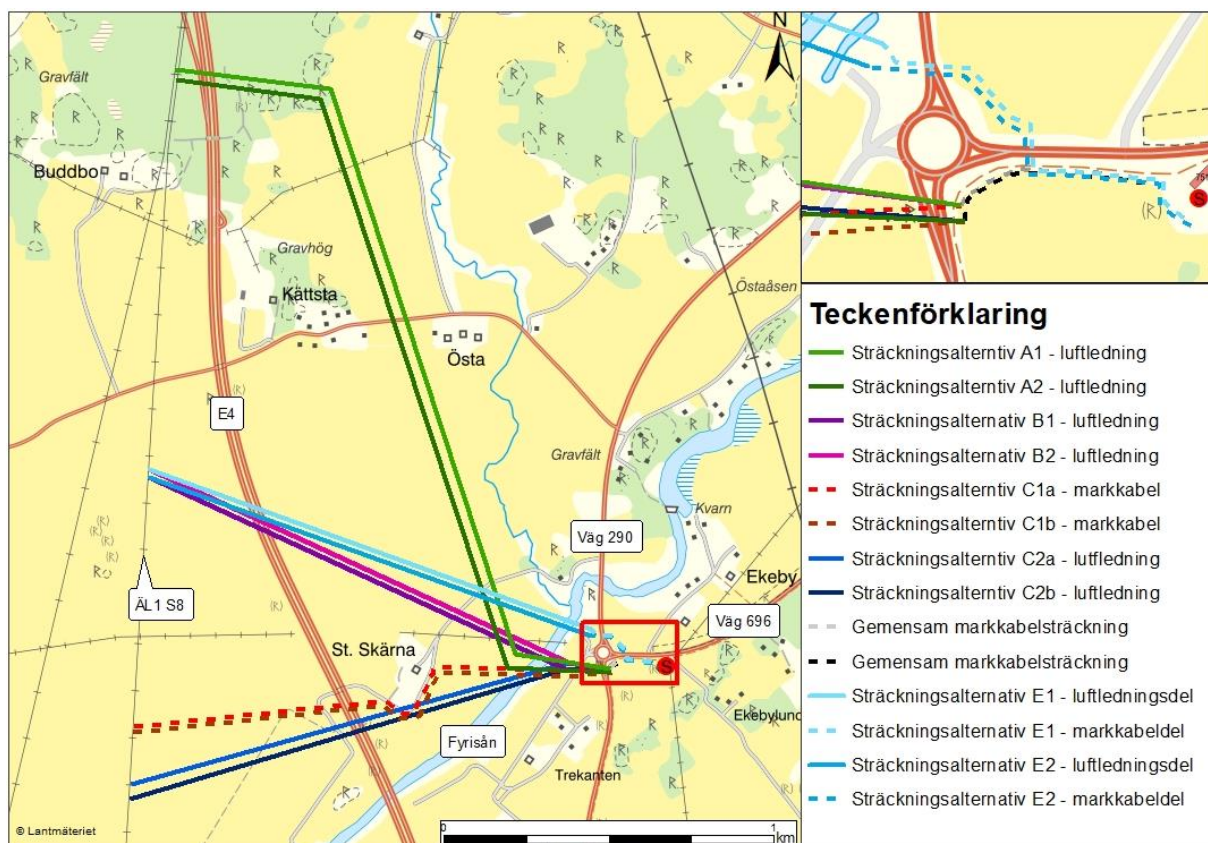 Gravfält
N
Buddbo
Gravhög
Kättsta
Östaåsen
Östa
E4
Gravfält
Kvarn
Väg 290
Ekeby
ÄL1 S8
Väg 696
St. Skärna
S
Fyrisån
Ekebylund
Trekanten
© Lantmäteriet
0
1
km
S
(R)
Teckenförklaring
Sträckningsalterntiv A1 - luftledning
Sträckningsalterntiv A2 - luftledning
Sträckningsalternativ B1 - luftledning
Sträckningsalternativ B2 - luftledning
Sträckningsalterntiv C1a - markkabel
Sträckningsalterntiv C1b - markkabel
Sträckningsalterntiv C2a - lutfledning
Sträckningsalterntiv C2b - luftledning
Gemensam markkabelsträckning
Gemensam markkabelsträckning
Sträckningsalternativ E1 - luftledningsdel
Sträckningsalternativ E1 - markkabeldel
Sträckningsalternativ E2 - luftledningsdel
Sträckningsalternativ E2 - markkabeldel